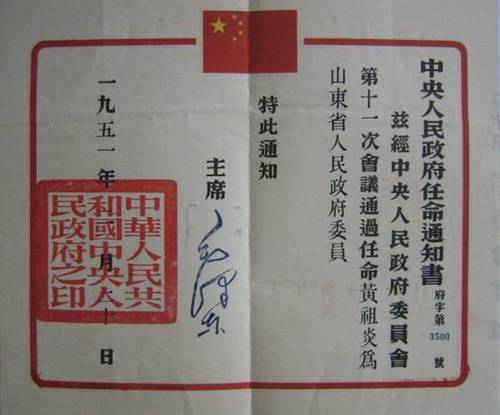 中央人民政府任命通知書
府字第 3500 號
茲經中央人民政府委員會
第十一次會議通過任命黃祖炎爲
山東省人民政府委員
特此通知
主席 毛澤東
一九五一年 月 日
中華人民共
和國中央人
民政府之印